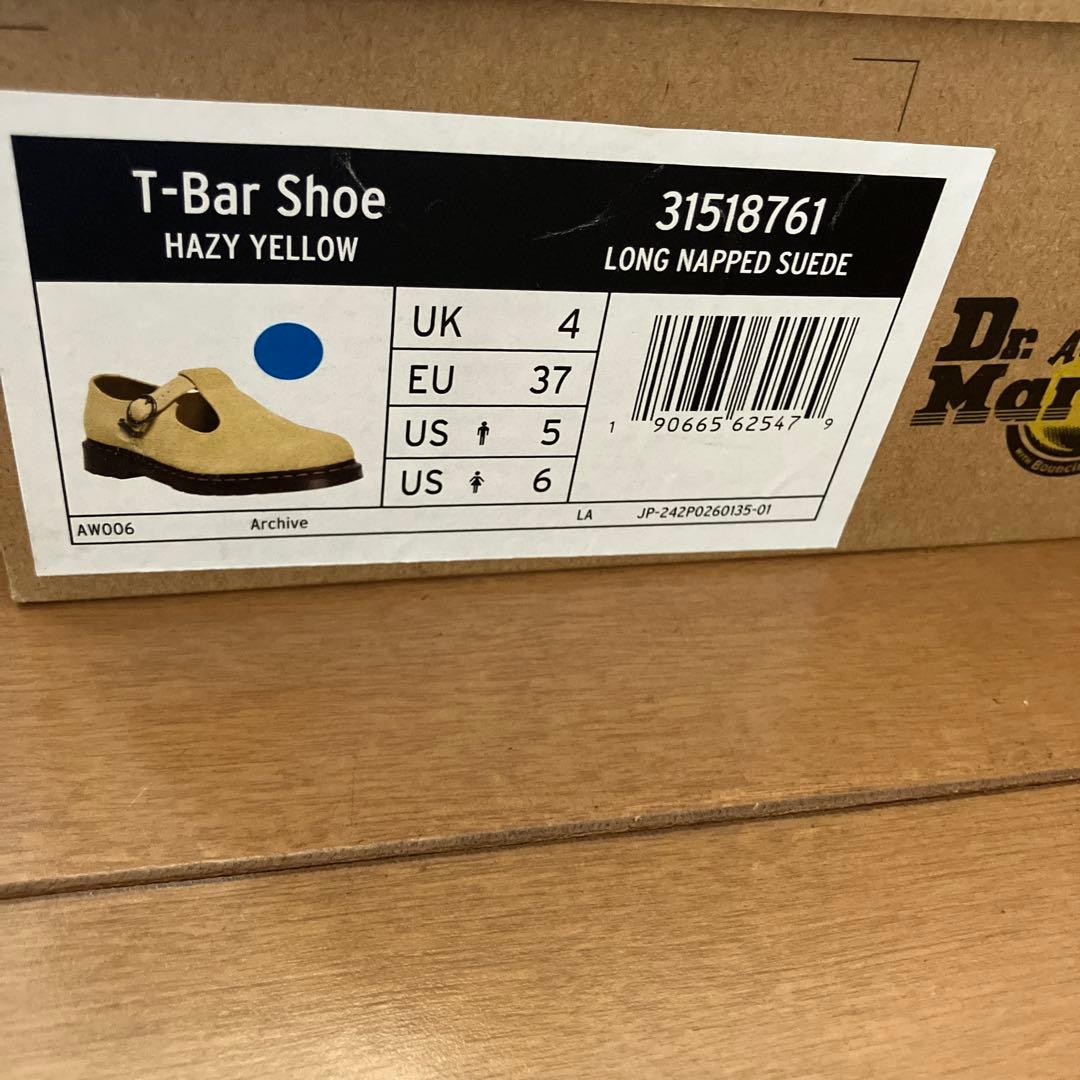 T-Bar Shoe
HAZY YELLOW
31518761
LONG NAPPED SUEDE
UK 4
EU 37
US 5
US 6
1 90665 62547 9
AW006
Archive
LA
JP-242P0260135-01
Dr.
WITH